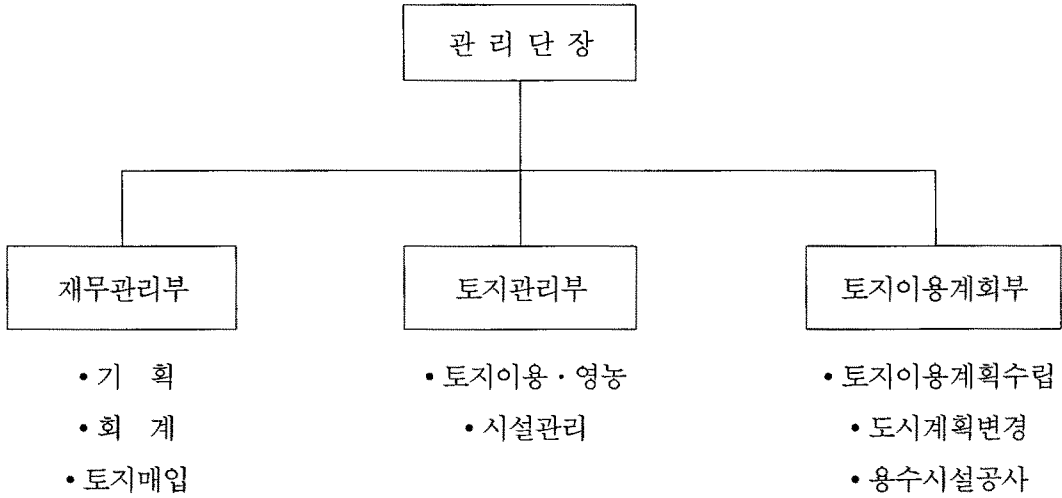 관 리 단 장
재무관리부
토지관리부
토지이용계회부
• 기 획
• 회 계
• 토지매입
• 토지이용 · 영농
• 시설관리
• 토지이용계획수립
• 도시계획변경
• 용수시설공사